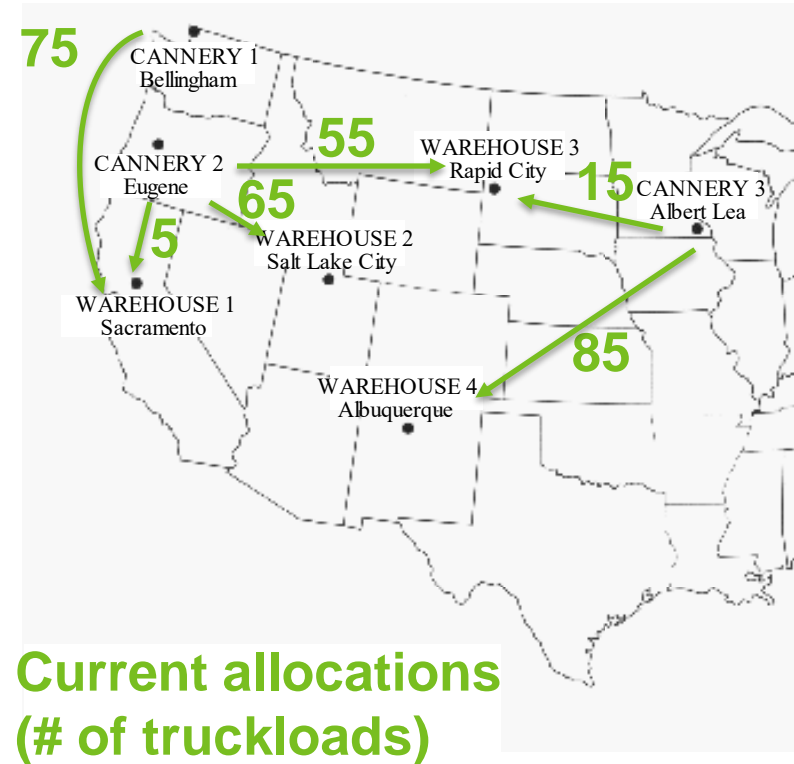 75
CANNERY 1
Bellingham
55
WAREHOUSE 3
Rapid City
CANNERY 2
Eugene
15
CANNERY 3
Albert Lea
65
5
WAREHOUSE 2
Salt Lake City
WAREHOUSE 1
Sacramento
85
WAREHOUSE 4
Albuquerque
Current allocations
(# of truckloads)